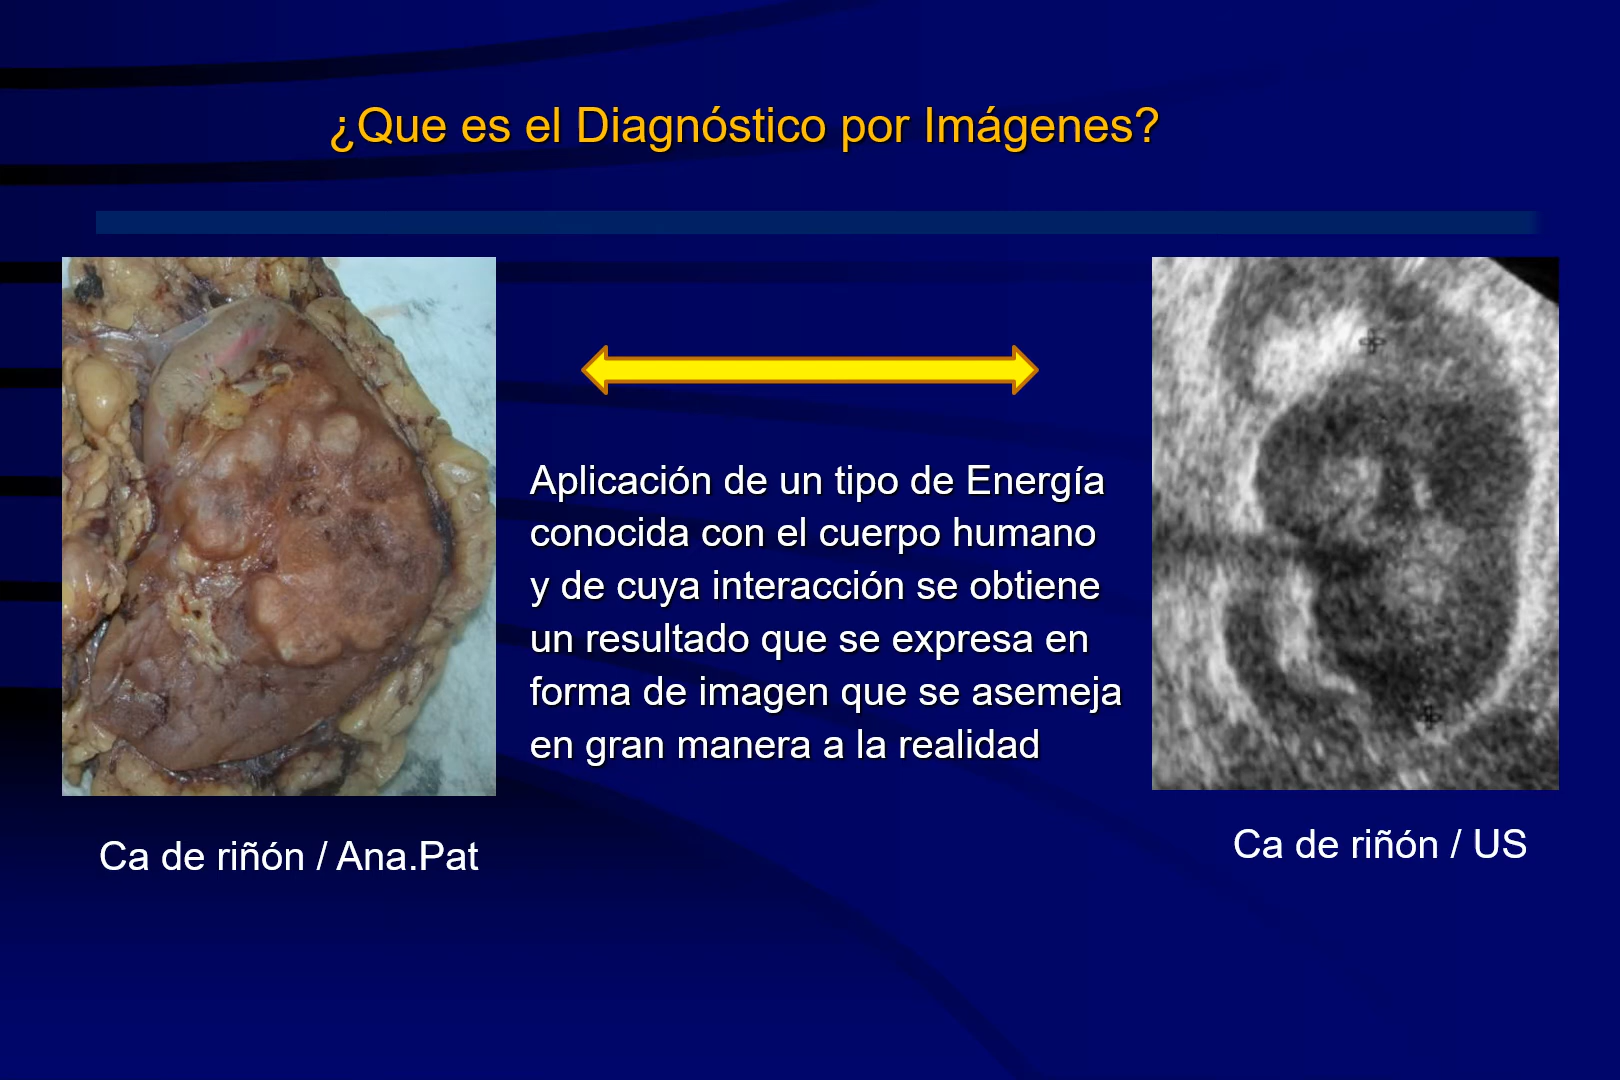 ¿Que es el Diagnóstico por Imágenes?
Aplicación de un tipo de Energía
conocida con el cuerpo humano
y de cuya interacción se obtiene
un resultado que se expresa en
forma de imagen que se asemeja
en gran manera a la realidad
Ca de riñón / Ana.Pat
Ca de riñón / US